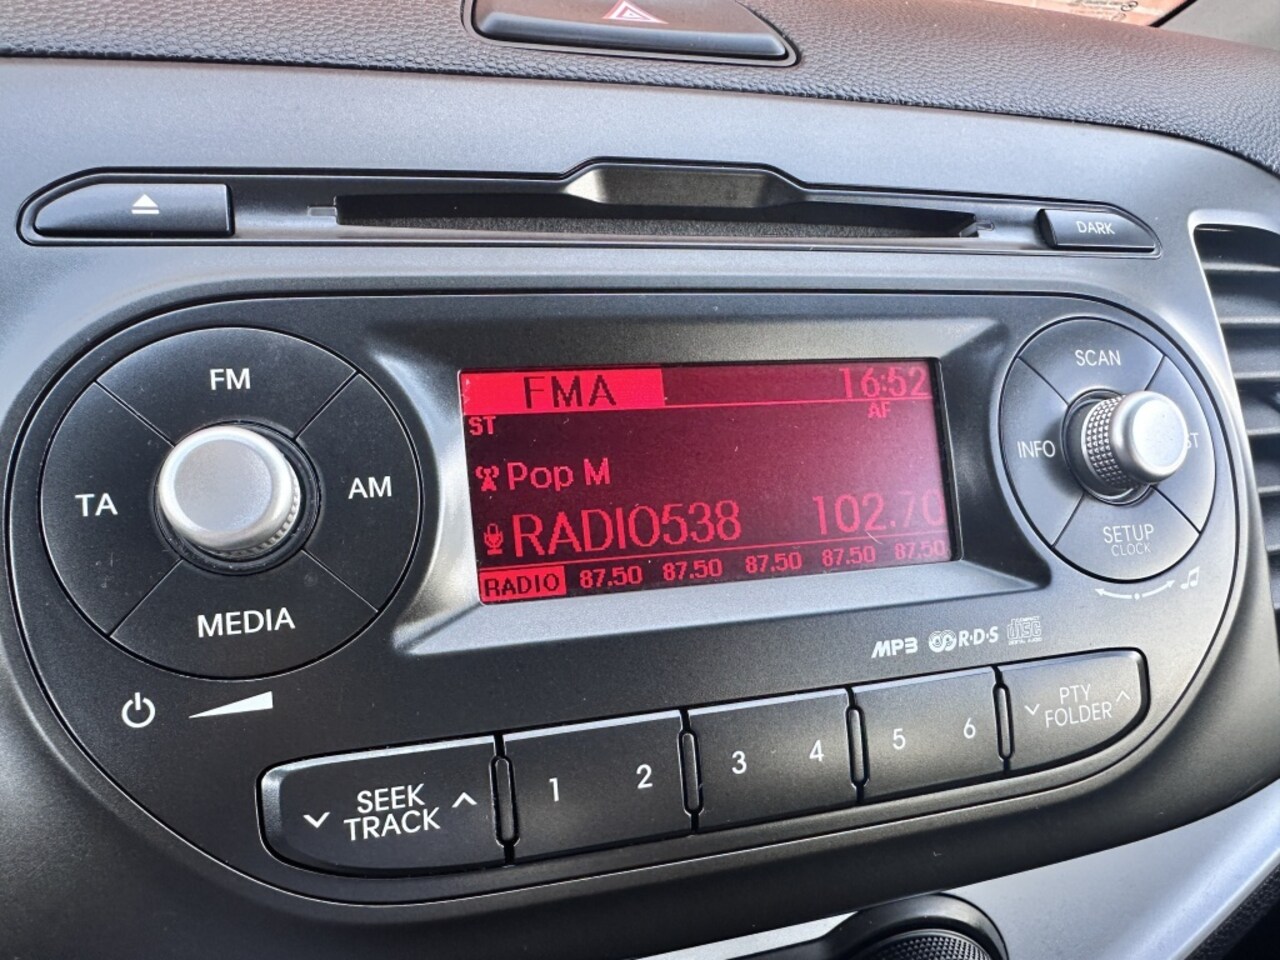 DARK
FM
AM
TA
MEDIA
FMA 16:52
ST AF
Pop M
RADIO538 102.70
RADIO 87.50 87.50 87.50 87.50 87.50
SCAN
INFO
SETUP
CLOCK
MP3 R·D·S disc
SEEK
TRACK
1 2 3 4 5 6
PTY
FOLDER